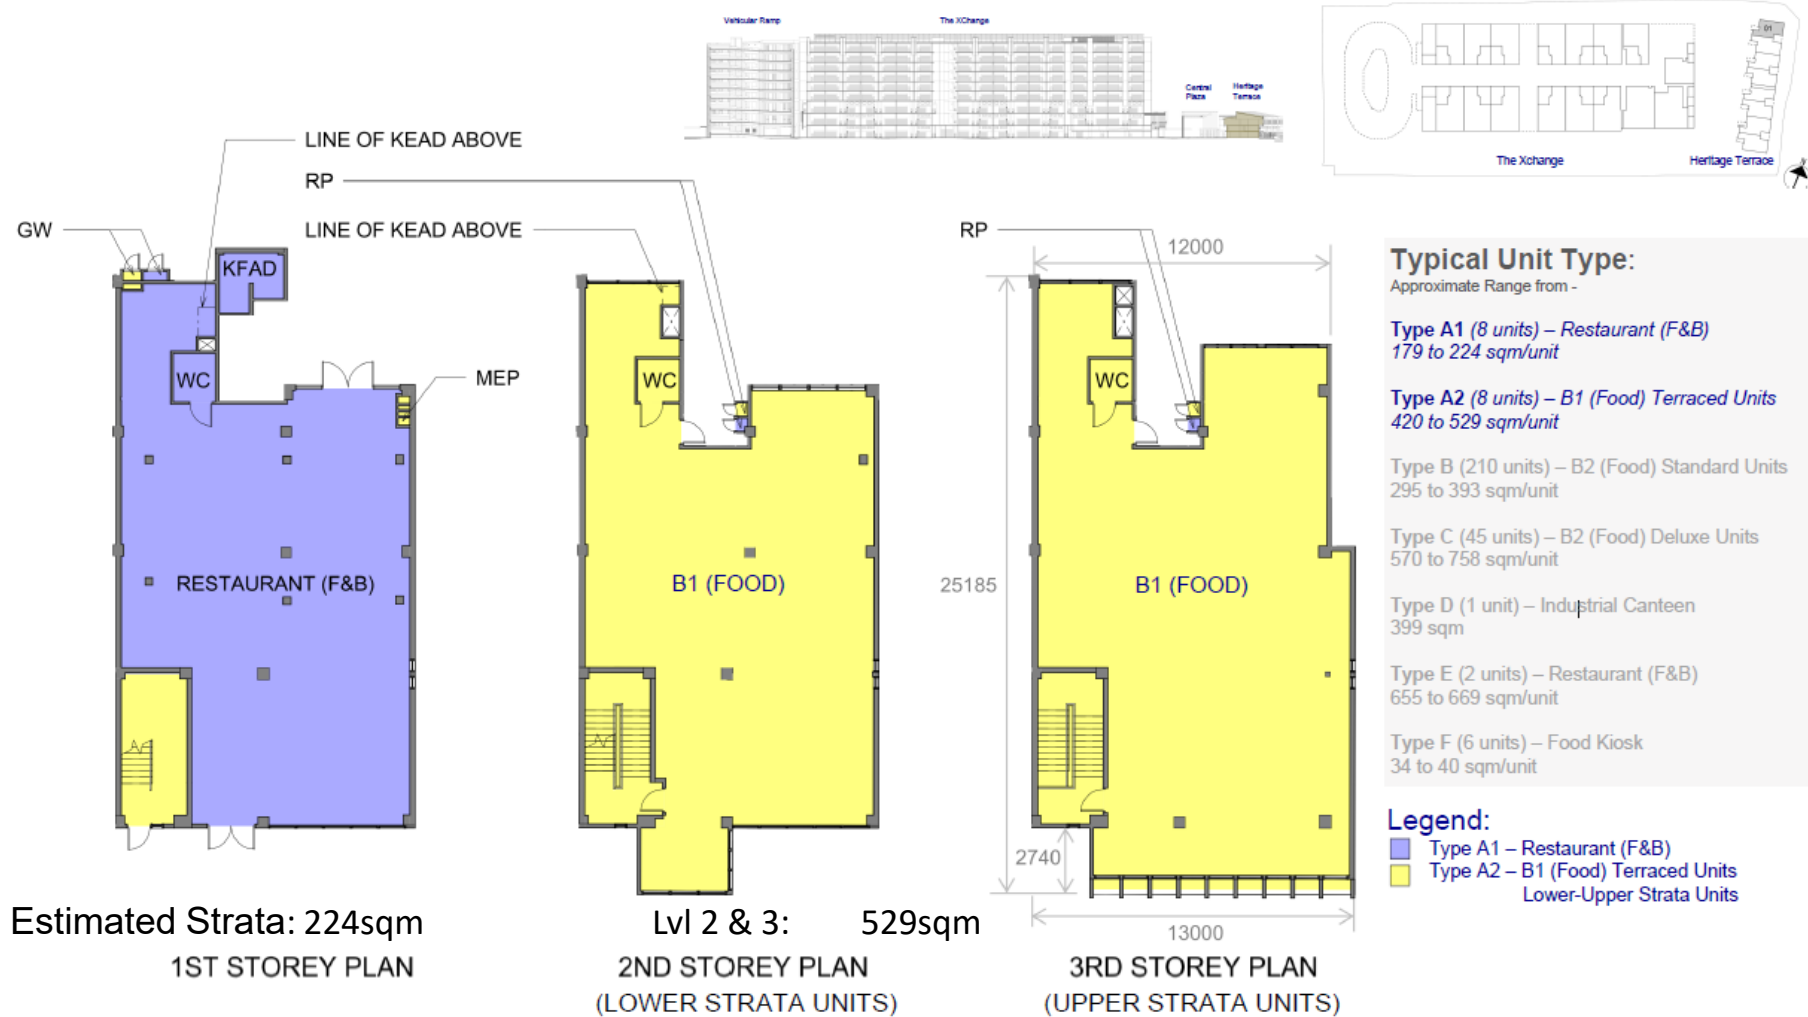 Vehicular Ramp
The XChange
Central
Plaza
Heritage
Terrace
01
The Xchange
Heritage Terrace
N
LINE OF KEAD ABOVE
RP
GW
LINE OF KEAD ABOVE
RP
12000
KFAD
WC
MEP
WC
WC
RESTAURANT (F&B)
B1 (FOOD)
B1 (FOOD)
25185
2740
13000
Typical Unit Type:
Approximate Range from -
Type A1 (8 units) – Restaurant (F&B)
179 to 224 sqm/unit
Type A2 (8 units) – B1 (Food) Terraced Units
420 to 529 sqm/unit
Type B (210 units) – B2 (Food) Standard Units
295 to 393 sqm/unit
Type C (45 units) – B2 (Food) Deluxe Units
570 to 758 sqm/unit
Type D (1 unit) – Industrial Canteen
399 sqm
Type E (2 units) – Restaurant (F&B)
655 to 669 sqm/unit
Type F (6 units) – Food Kiosk
34 to 40 sqm/unit
Legend:
Type A1 – Restaurant (F&B)
Type A2 – B1 (Food) Terraced Units
Lower-Upper Strata Units
Estimated Strata: 224sqm
Lvl 2 & 3: 529sqm
1ST STOREY PLAN
2ND STOREY PLAN
(LOWER STRATA UNITS)
3RD STOREY PLAN
(UPPER STRATA UNITS)